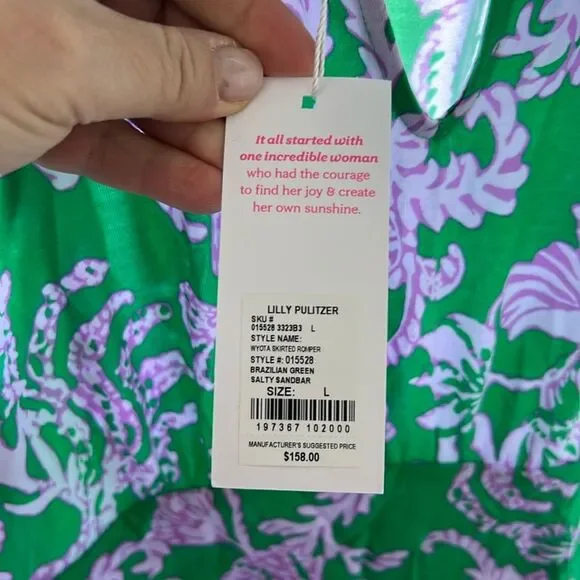 It all started with
one incredible woman
who had the courage
to find her joy & create
her own sunshine.
LILLY PULITZER
SKU #
015528 3323B3 L
STYLE NAME:
WYOTA SKIRTED ROMPER
STYLE #: 015528
BRAZILIAN GREEN
SALTY SANDBAR
SIZE: L
197367 102000
MANUFACTURER'S SUGGESTED PRICE
$158.00